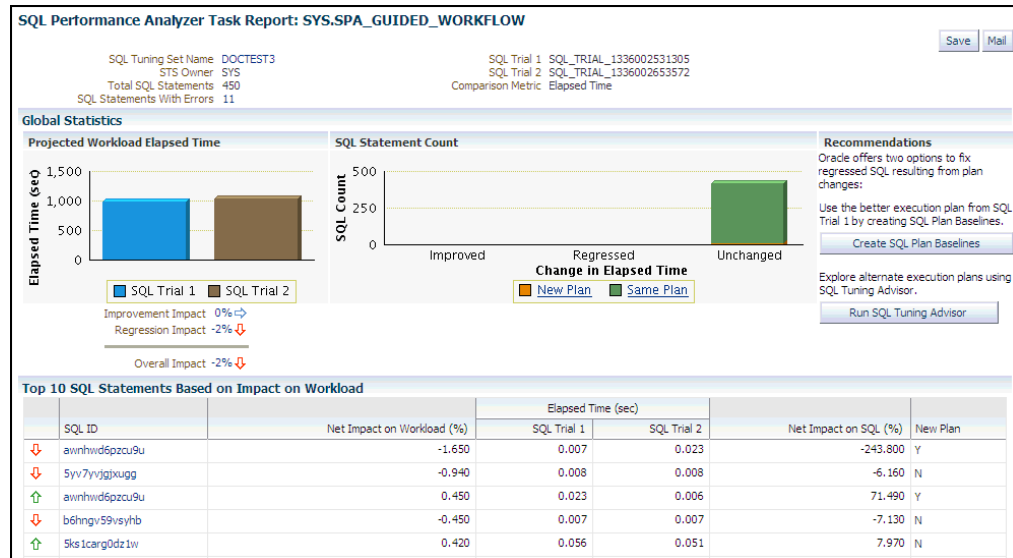 SQL Performance Analyzer Task Report: SYS.SPA_GUIDED_WORKFLOW
Save Mail
SQL Tuning Set Name DOCTEST3
STS Owner SYS
Total SQL Statements 450
SQL Statements With Errors 11
SQL Trial 1 SQL_TRIAL_1336002531305
SQL Trial 2 SQL_TRIAL_1336002653572
Comparison Metric Elapsed Time
Global Statistics
Projected Workload Elapsed Time
Elapsed Time (sec)
1,500
1,000
500
0
SQL Trial 1 SQL Trial 2
Improvement Impact 0%
Regression Impact -2%
Overall Impact -2%
SQL Statement Count
SQL Count
500
250
0
Improved Regressed Unchanged
Change in Elapsed Time
New Plan Same Plan
Recommendations
Oracle offers two options to fix
regressed SQL resulting from plan
changes:
Use the better execution plan from SQL
Trial 1 by creating SQL Plan Baselines.
Create SQL Plan Baselines
Explore alternate execution plans using
SQL Tuning Advisor.
Run SQL Tuning Advisor
Top 10 SQL Statements Based on Impact on Workload
Elapsed Time (sec)
SQL ID Net Impact on Workload (%) SQL Trial 1 SQL Trial 2 Net Impact on SQL (%) New Plan
awnhwd6pzcu9u -1.650 0.007 0.023 -243.800 Y
5yv7yvjgjxugg -0.940 0.008 0.008 -6.160 N
awnhwd6pzcu9u 0.450 0.023 0.006 71.490 Y
b6hngv59vsyhb -0.450 0.007 0.007 -7.130 N
5ks1carg0dz1w 0.420 0.056 0.051 7.970 N